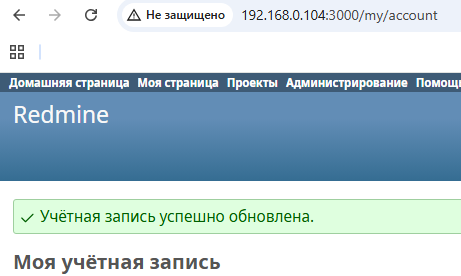 Не защищено 192.168.0.104:3000/my/account
Домашняя страница Моя страница Проекты Администрирование Помощ
Redmine
Учётная запись успешно обновлена.
Моя учётная запись